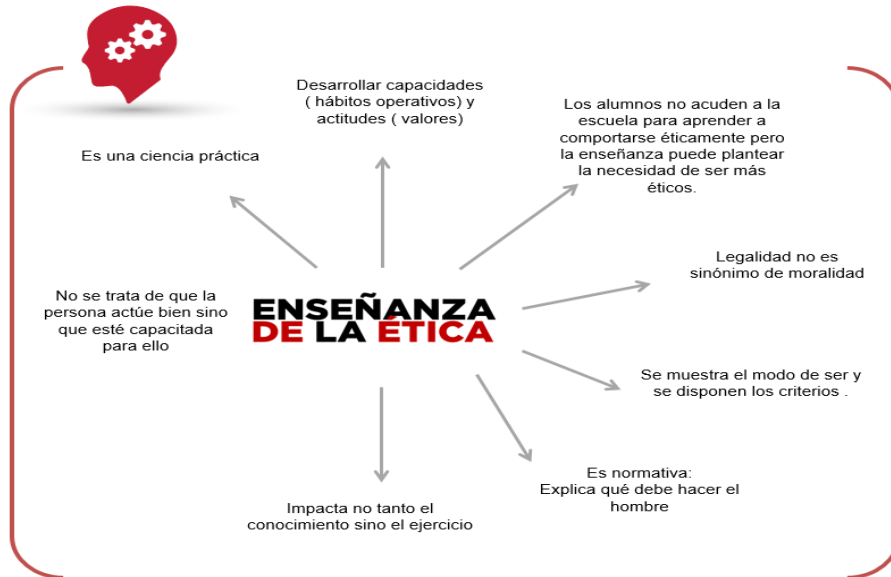 Desarrollar capacidades
( hábitos operativos) y
actitudes ( valores)
Los alumnos no acuden a la
escuela para aprender a
comportarse éticamente pero
la enseñanza puede plantear
la necesidad de ser más
éticos.
Es una ciencia práctica
Legalidad no es
sinónimo de moralidad
No se trata de que la
persona actúe bien sino
que esté capacitada
para ello
ENSEÑANZA
DE LA ÉTICA
Se muestra el modo de ser y
se disponen los criterios .
Es normativa:
Explica qué debe hacer el
hombre
Impacta no tanto el
conocimiento sino el ejercicio